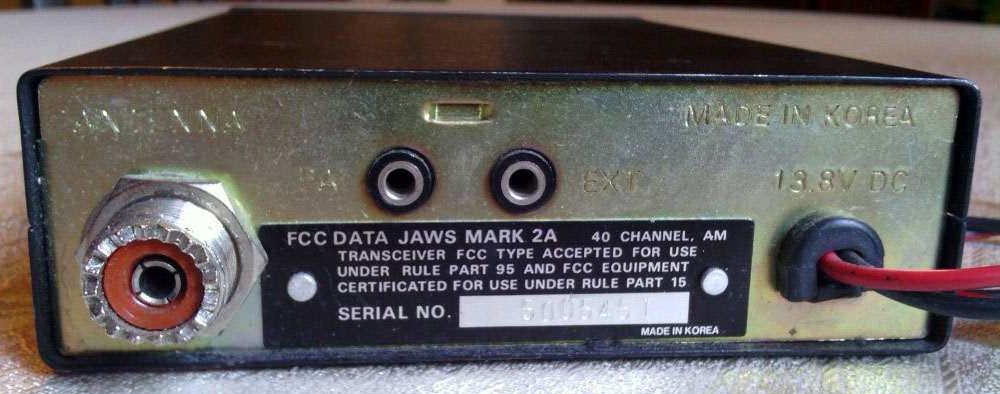 ANTENNA
MADE IN KOREA
PA
EXT
13.8V DC
FCC DATA JAWS MARK 2A 40 CHANNEL, AM
TRANSCEIVER FCC TYPE ACCEPTED FOR USE
UNDER RULE PART 95 AND FCC EQUIPMENT
CERTIFICATED FOR USE UNDER RULE PART 15
SERIAL NO.
MADE IN KOREA